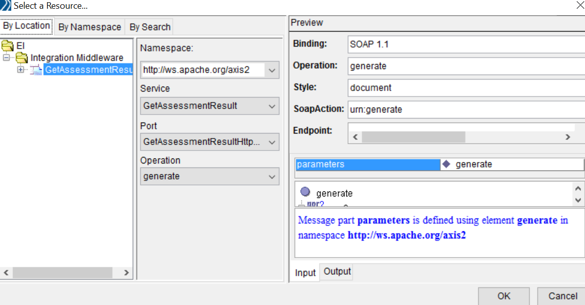 Select a Resource...
By Location By Namespace By Search
EI
Integration Middleware
GetAssessmentResu
Namespace:
http://ws.apache.org/axis2
Service
GetAssessmentResult
Port
GetAssessmentResultHttp...
Operation
generate
Preview
Binding: SOAP 1.1
Operation: generate
Style: document
SoapAction: urn:generate
Endpoint:
parameters generate
generate
Message part parameters is defined using element generate in
namespace http://ws.apache.org/axis2
Input Output
OK Cancel